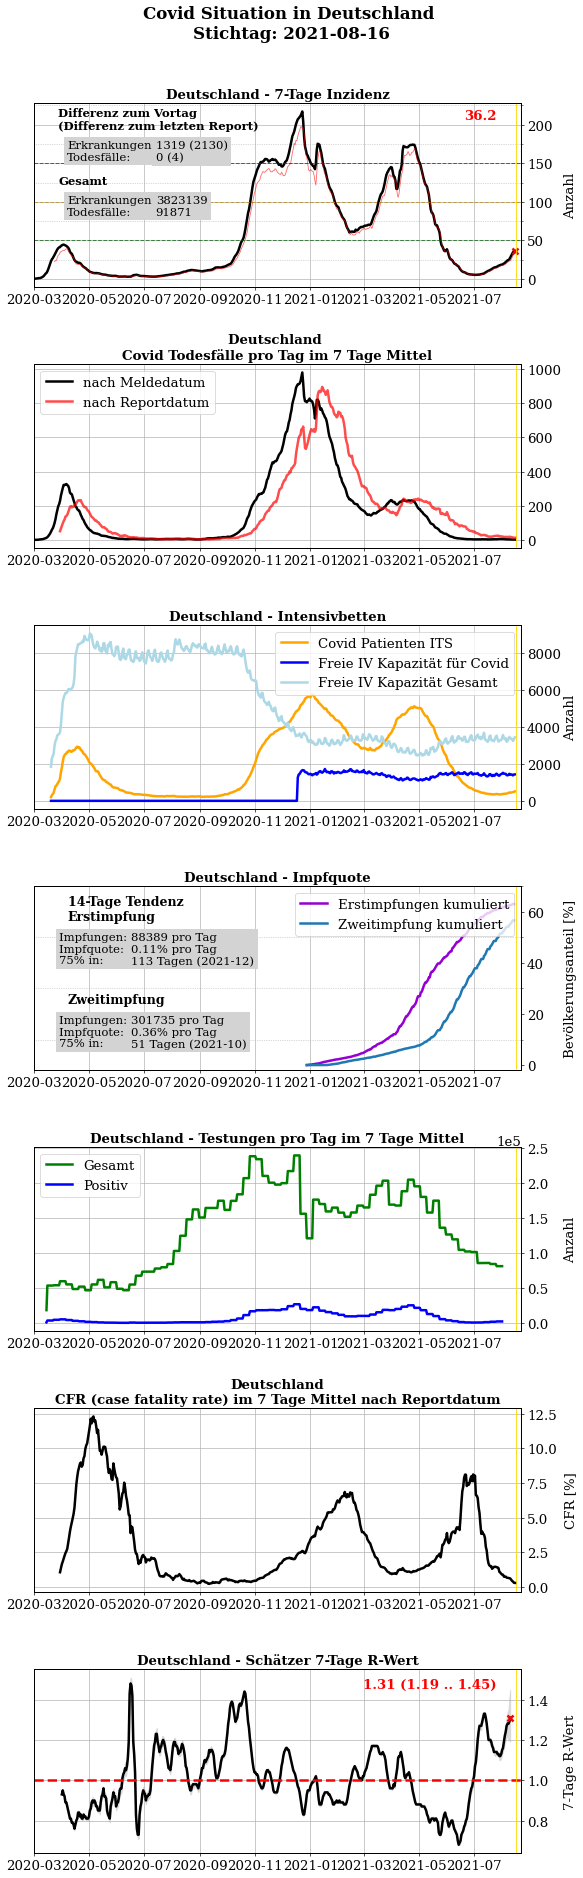 Covid Situation in Deutschland
Stichtag: 2021-08-16
Deutschland - 7-Tage Inzidenz
Differenz zum Vortag
(Differenz zum letzten Report)
Erkrankungen 1319 (2130)
Todesfälle: 0 (4)
Gesamt
Erkrankungen 3823139
Todesfälle: 91871
36.2
200
150
100
50
0
Anzahl
2020-03 2020-05 2020-07 2020-09 2020-11 2021-01 2021-03 2021-05 2021-07
Deutschland
Covid Todesfälle pro Tag im 7 Tage Mittel
nach Meldedatum
nach Reportdatum
1000
800
600
400
200
0
2020-03 2020-05 2020-07 2020-09 2020-11 2021-01 2021-03 2021-05 2021-07
Deutschland - Intensivbetten
Covid Patienten ITS
Freie IV Kapazität für Covid
Freie IV Kapazität Gesamt
8000
6000
4000
2000
0
Anzahl
2020-03 2020-05 2020-07 2020-09 2020-11 2021-01 2021-03 2021-05 2021-07
Deutschland - Impfquote
14-Tage Tendenz
Erstimpfung
Impfungen: 88389 pro Tag
Impfquote: 0.11% pro Tag
75% in: 113 Tagen (2021-12)
Zweitimpfung
Impfungen: 301735 pro Tag
Impfquote: 0.36% pro Tag
75% in: 51 Tagen (2021-10)
Erstimpfungen kumuliert
Zweitimpfung kumuliert
60
40
20
0
Bevölkerungsanteil [%]
2020-03 2020-05 2020-07 2020-09 2020-11 2021-01 2021-03 2021-05 2021-07
Deutschland - Testungen pro Tag im 7 Tage Mittel
1e5
Gesamt
Positiv
2.5
2.0
1.5
1.0
0.5
0.0
Anzahl
2020-03 2020-05 2020-07 2020-09 2020-11 2021-01 2021-03 2021-05 2021-07
Deutschland
CFR (case fatality rate) im 7 Tage Mittel nach Reportdatum
12.5
10.0
7.5
5.0
2.5
0.0
CFR [%]
2020-03 2020-05 2020-07 2020-09 2020-11 2021-01 2021-03 2021-05 2021-07
Deutschland - Schätzer 7-Tage R-Wert
1.31 (1.19 .. 1.45)
1.4
1.2
1.0
0.8
7-Tage R-Wert
2020-03 2020-05 2020-07 2020-09 2020-11 2021-01 2021-03 2021-05 2021-07